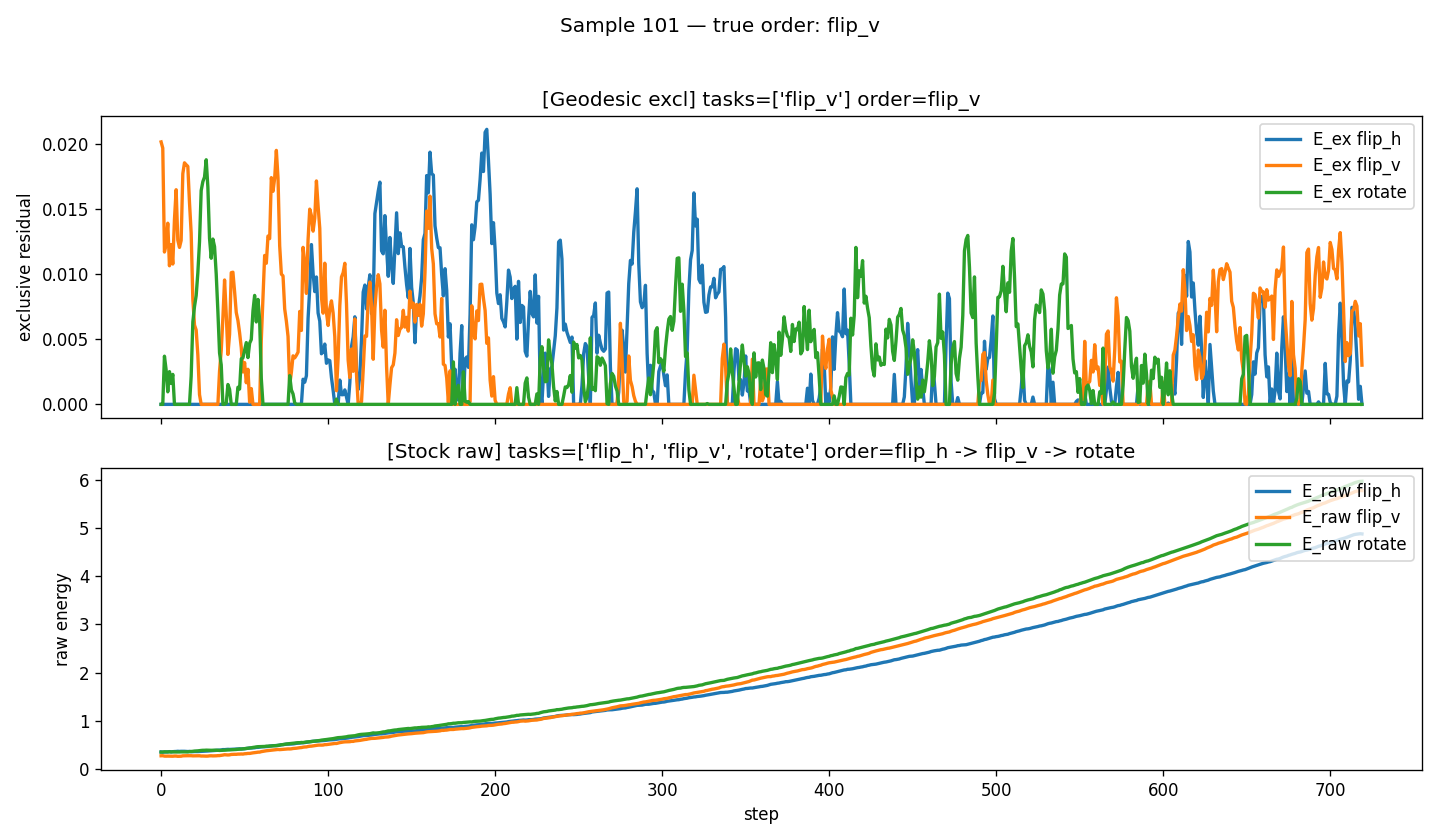 Sample 101 — true order: flip_v
[Geodesic excl] tasks=['flip_v'] order=flip_v
exclusive residual
0.020
0.015
0.010
0.005
0.000
E_ex flip_h
E_ex flip_v
E_ex rotate
[Stock raw] tasks=['flip_h', 'flip_v', 'rotate'] order=flip_h -> flip_v -> rotate
raw energy
6
5
4
3
2
1
0
E_raw flip_h
E_raw flip_v
E_raw rotate
0 100 200 300 400 500 600 700
step